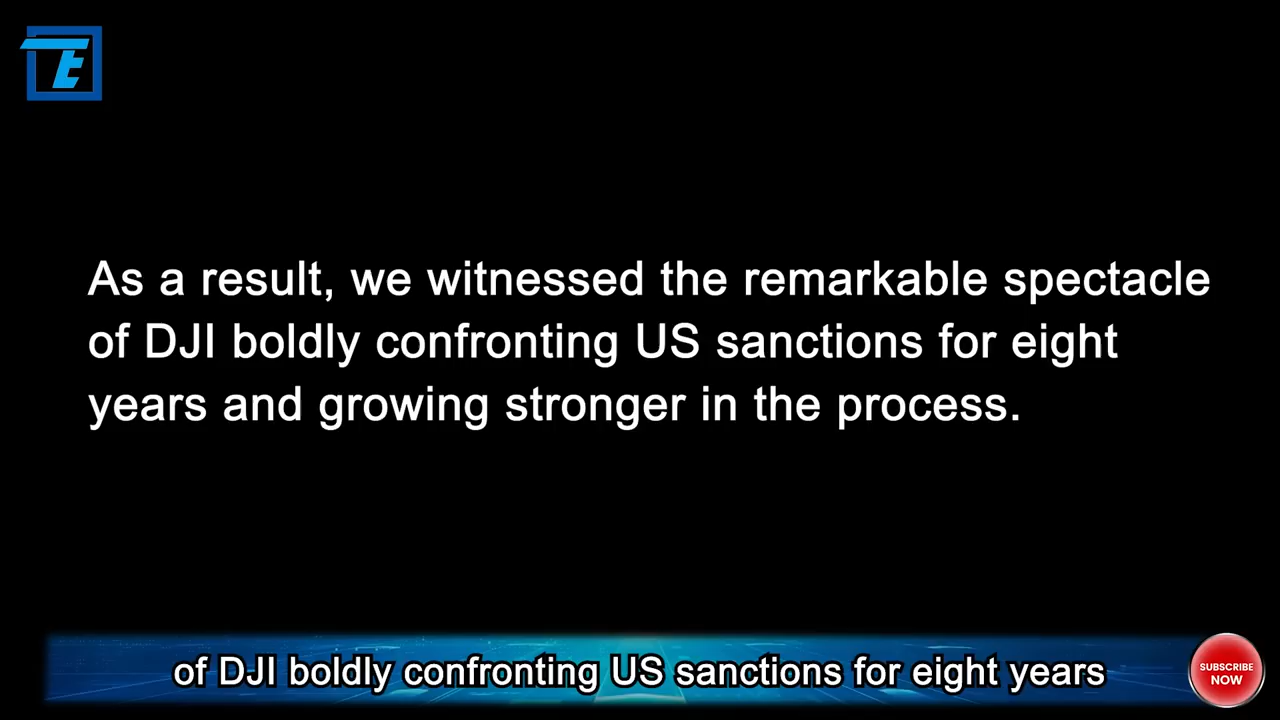 TE
As a result, we witnessed the remarkable spectacle
of DJI boldly confronting US sanctions for eight
years and growing stronger in the process.
of DJI boldly confronting US sanctions for eight years
SUBSCRIBE
NOW